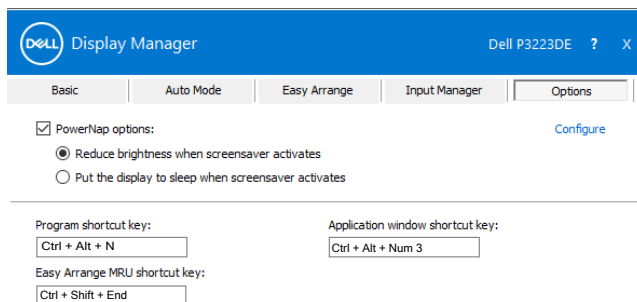 DELL Display Manager Dell P3223DE ? X
Basic Auto Mode Easy Arrange Input Manager Options
PowerNap options: Configure
Reduce brightness when screensaver activates
Put the display to sleep when screensaver activates
Program shortcut key: Application window shortcut key:
Ctrl + Alt + N Ctrl + Alt + Num 3
Easy Arrange MRU shortcut key:
Ctrl + Shift + End